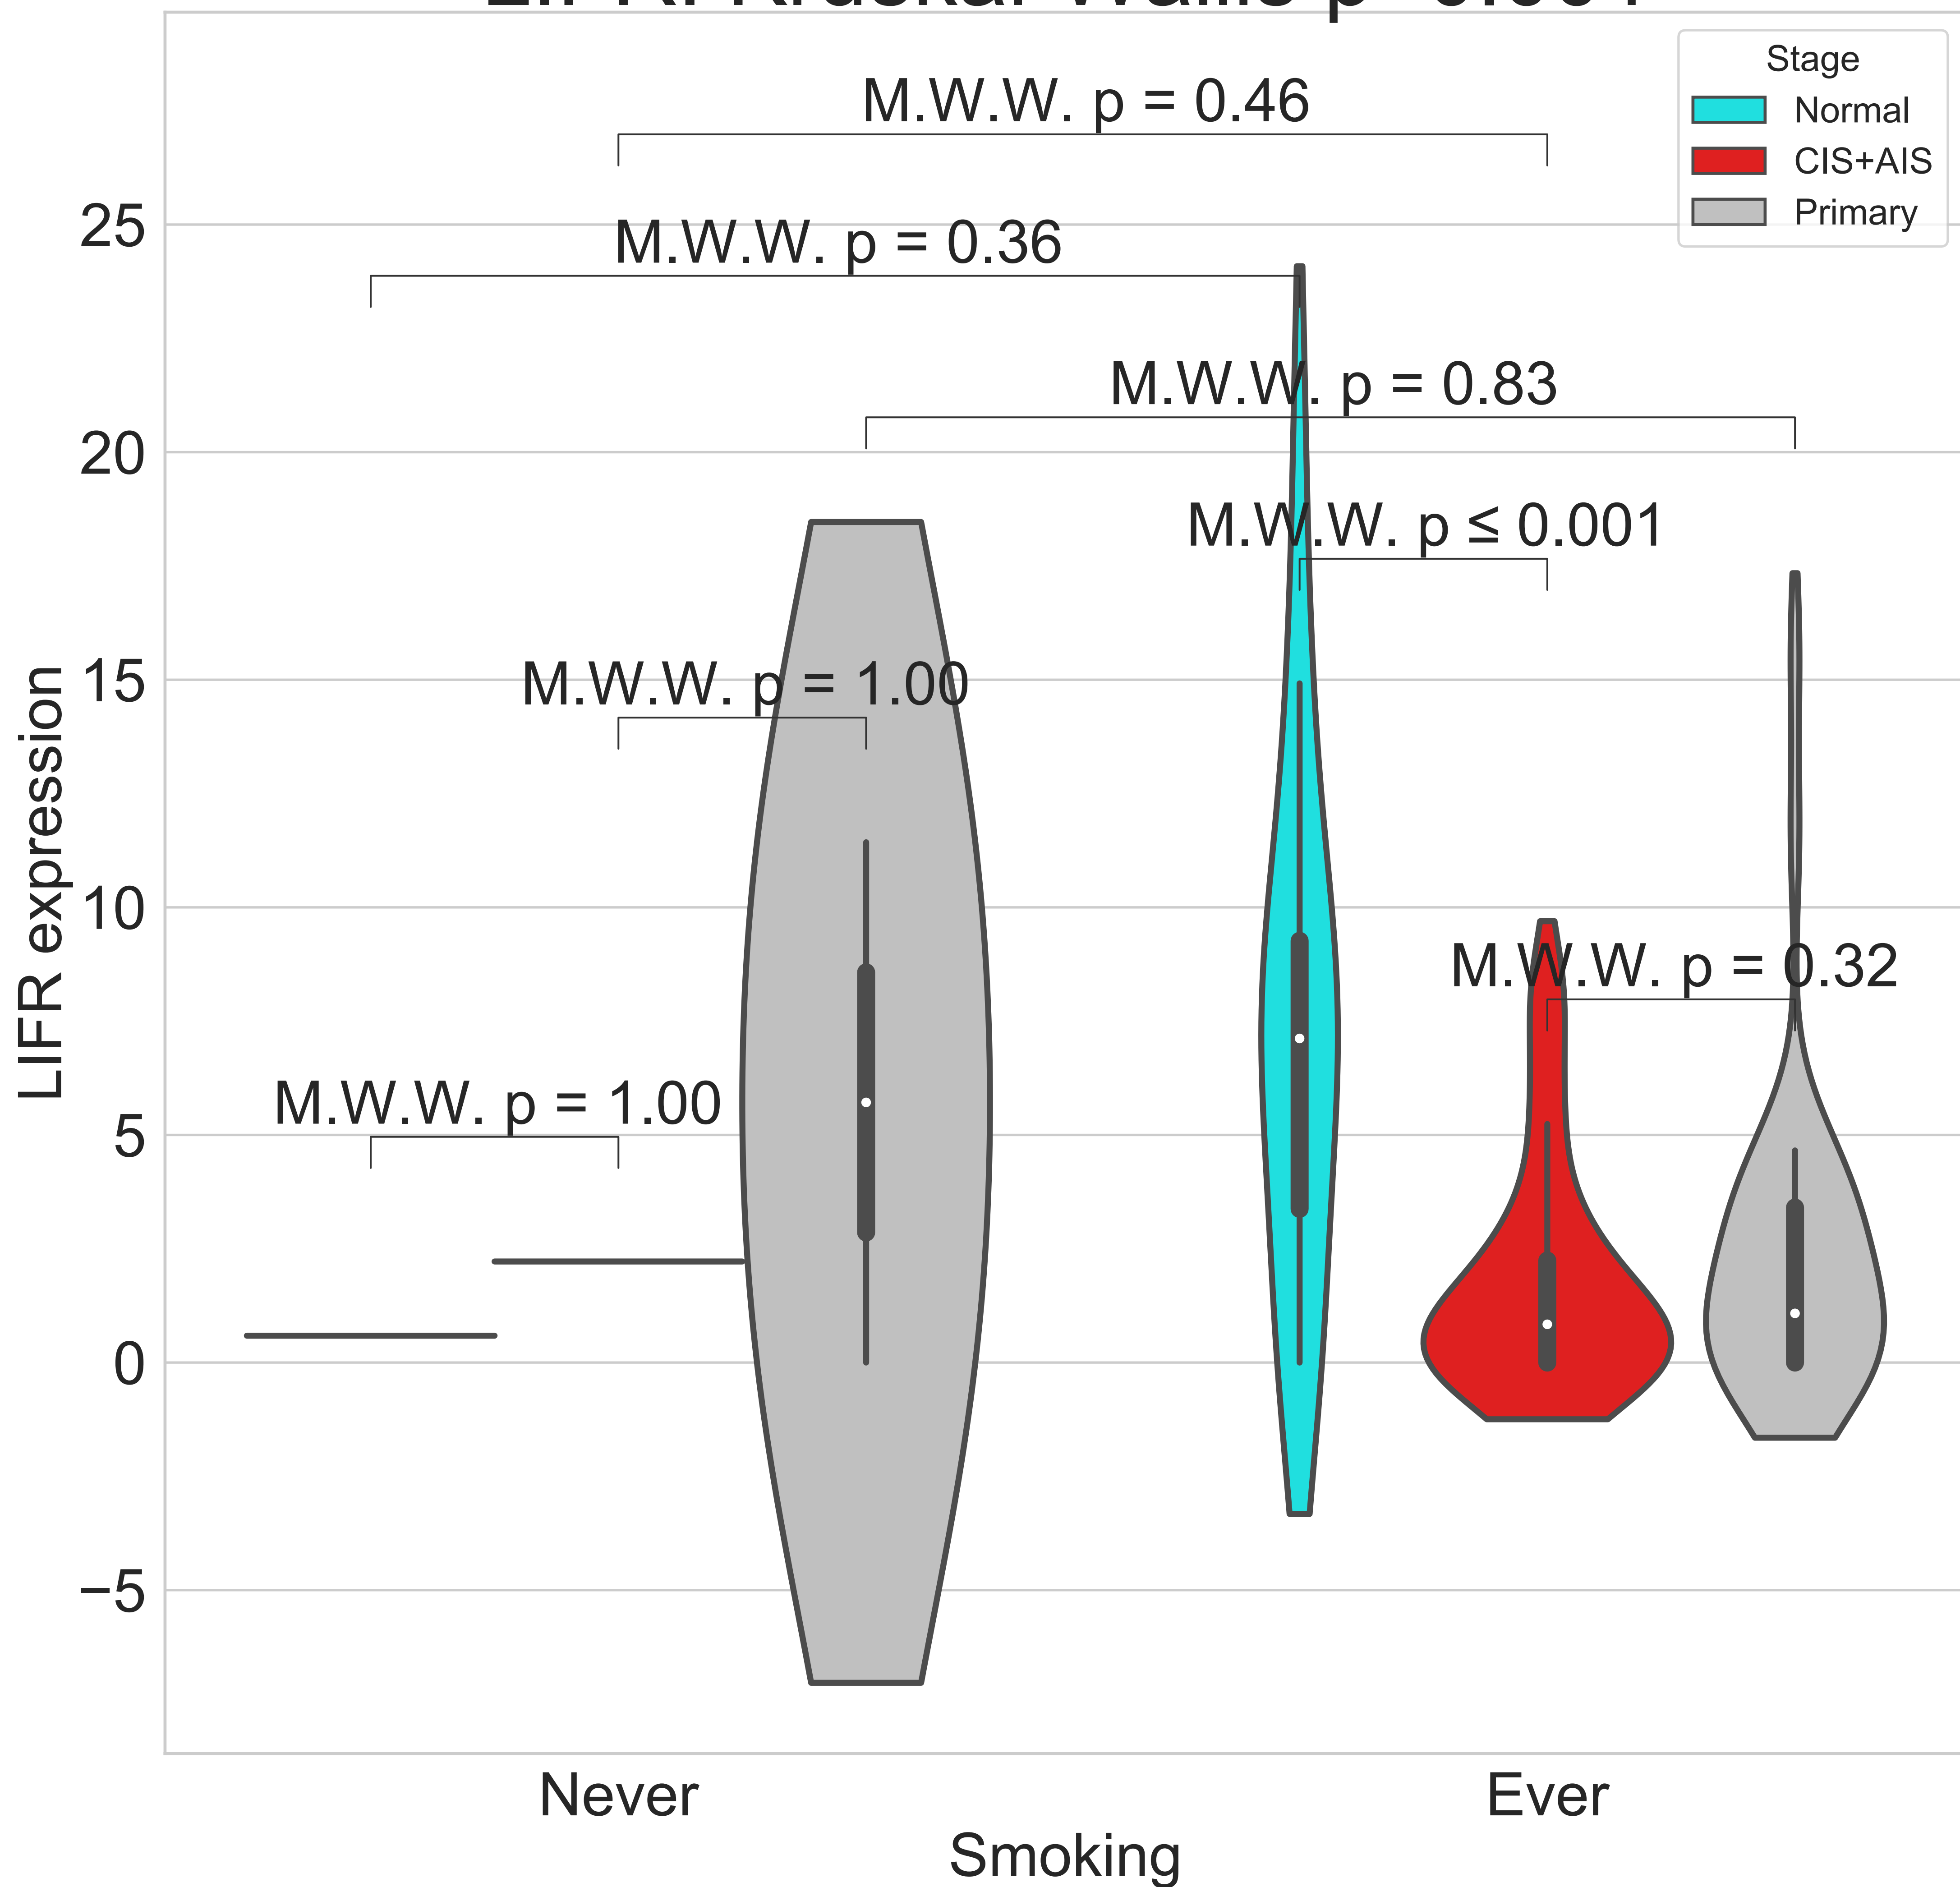 Stage
Normal
CIS+AIS
Primary
M.W.W. p = 0.46
M.W.W. p = 0.36
M.W.W. p = 0.83
M.W.W. p ≤ 0.001
M.W.W. p = 1.00
M.W.W. p = 0.32
M.W.W. p = 1.00
25
20
15
10
5
0
−5
LIFR expression
Never
Ever
Smoking